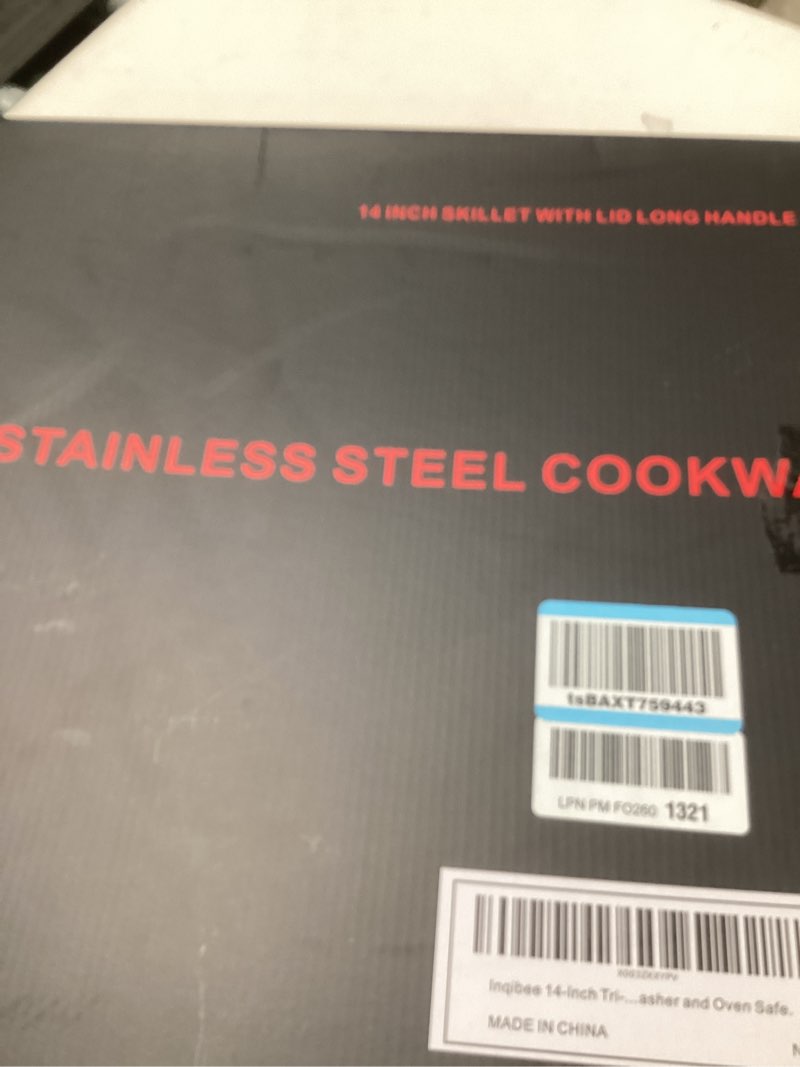 14 INCH SKILLET WITH LID LONG HANDLE
STAINLESS STEEL COOKWA
tsBAXT759443
LPN PM FO260 1321
Inqibee 14-Inch Tri-...asher and Oven Safe.
MADE IN CHINA
N